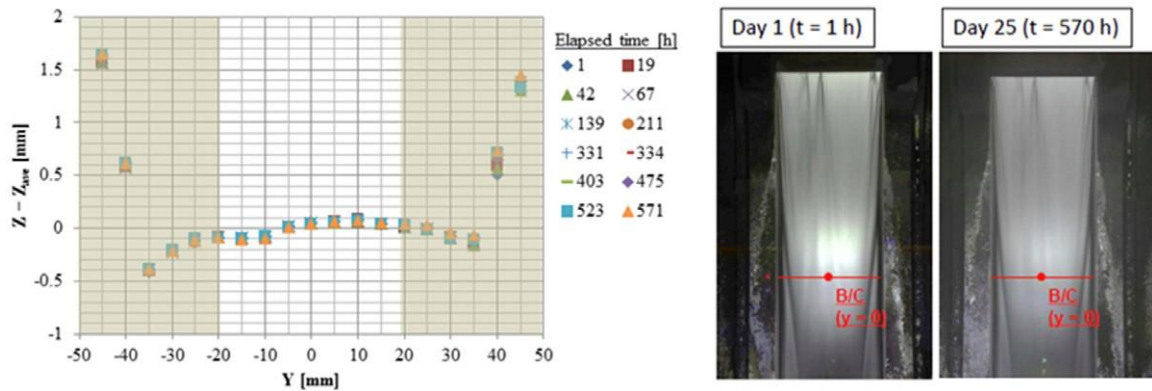 2
1.5
1
0.5
0
-0.5
-1
-50 -40 -30 -20 -10 0 10 20 30 40 50
Z − Zave [mm]
Y [mm]
Elapsed time [h]
1 19
42 67
139 211
331 334
403 475
523 571
Day 1 (t = 1 h)
B/C
(y = 0)
Day 25 (t = 570 h)
B/C
(y = 0)